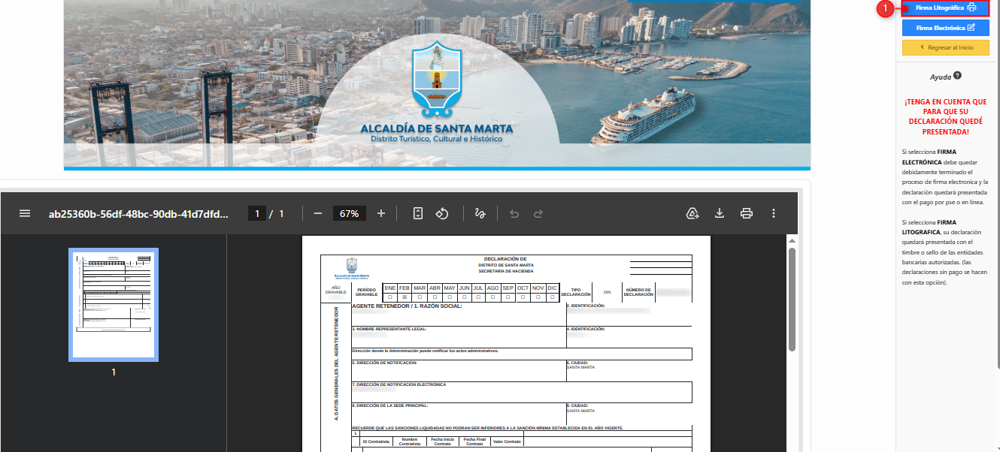 1
Firma Litográfica
Firma Electrónica
Regresar al Inicio
Ayuda
¡TENGA EN CUENTA QUE
PARA QUE SU
DECLARACIÓN QUEDÉ
PRESENTADA!
Si selecciona FIRMA
ELECTRÓNICA debe quedar
debidamente terminado el
proceso de firma electronica y la
declaración quedará presentada
con el pago por pse o en línea.
Si selecciona FIRMA
LITOGRAFICA, su declaración
quedará presentada con el
timbre o sello de las entidades
bancarias autorizadas. (las
declaraciones sin pago se hacen
con esta opción).
ALCALDÍA DE SANTA MARTA
Distrito Turístico, Cultural e Histórico
ab25360b-56df-48bc-90db-41d7dfd...
1 / 1
67%
1
DECLARACIÓN DE
DISTRITO DE SANTA MARTA
SECRETARÍA DE HACIENDA
ALCALDÍA DE SANTA MARTA
AÑO GRAVABLE
PERÍODO GRAVABLE
ENE FEB MAR ABR MAY JUN JUL AGO SEP OCT NOV DIC
TIPO DECLARACIÓN
DIN
NÚMERO DE DECLARACIÓN
A. DATOS GENERALES DEL AGENTE RETENEDOR
AGENTE RETENEDOR / 1. RAZÓN SOCIAL:
2. IDENTIFICACIÓN:
3. NOMBRE REPRESENTANTE LEGAL:
4. IDENTIFICACIÓN:
Dirección donde la Administración puede notificar los actos administrativos.
5. DIRECCIÓN DE NOTIFICACION:
6. CIUDAD:
SANTA MARTA
7. DIRECCIÓN DE NOTIFICACION ELECTRONICA
8. DIRECCIÓN DE LA SEDE PRINCIPAL:
9. CIUDAD:
SANTA MARTA
RECUERDE QUE LAS SANCIONES LIQUIDADAS NO PODRAN SER INFERIORES A LA SANCIÓN MÍNIMA ESTABLECIDA EN EL AÑO VIGENTE.
1
ID Contratista
Nombre Contratista
Fecha Inicio Contrato
Fecha Final Contrato
Valor Contrato